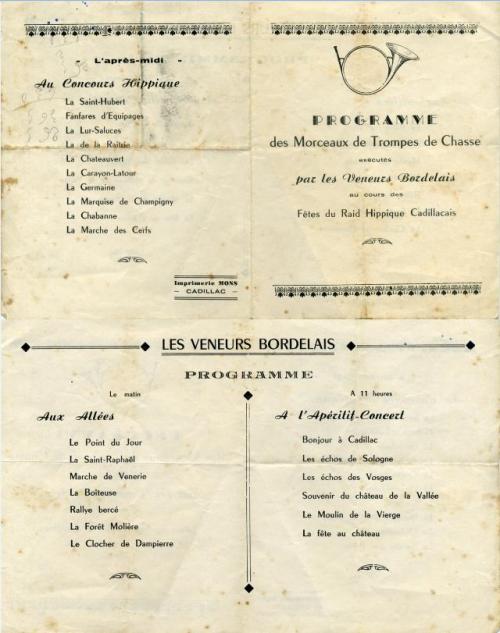 - L'après-midi -
Au Concours Hippique
La Saint-Hubert
Fanfares d'Equipages
La Lur-Saluces
La de la Raitrie
La Chateauvert
La Carayon-Latour
La Germaine
La Marquise de Champigny
La Chabanne
La Marche des Cerfs
Imprimerie MONS
- CADILLAC -
PROGRAMME
des Morceaux de Trompes de Chasse
exécutés
par les Veneurs Bordelais
au cours des
Fêtes du Raid Hippique Cadillacais
LES VENEURS BORDELAIS
PROGRAMME
Le matin
Aux Allées
Le Point du Jour
La Saint-Raphaël
Marche de Venerie
La Boîteuse
Rallye bercé
La Forêt Molière
Le Clocher de Dampierre
A 11 heures
A l'Apéritif-Concert
Bonjour à Cadillac
Les échos de Sologne
Les échos des Vosges
Souvenir du château de la Vallée
Le Moulin de la Vierge
La fête au château